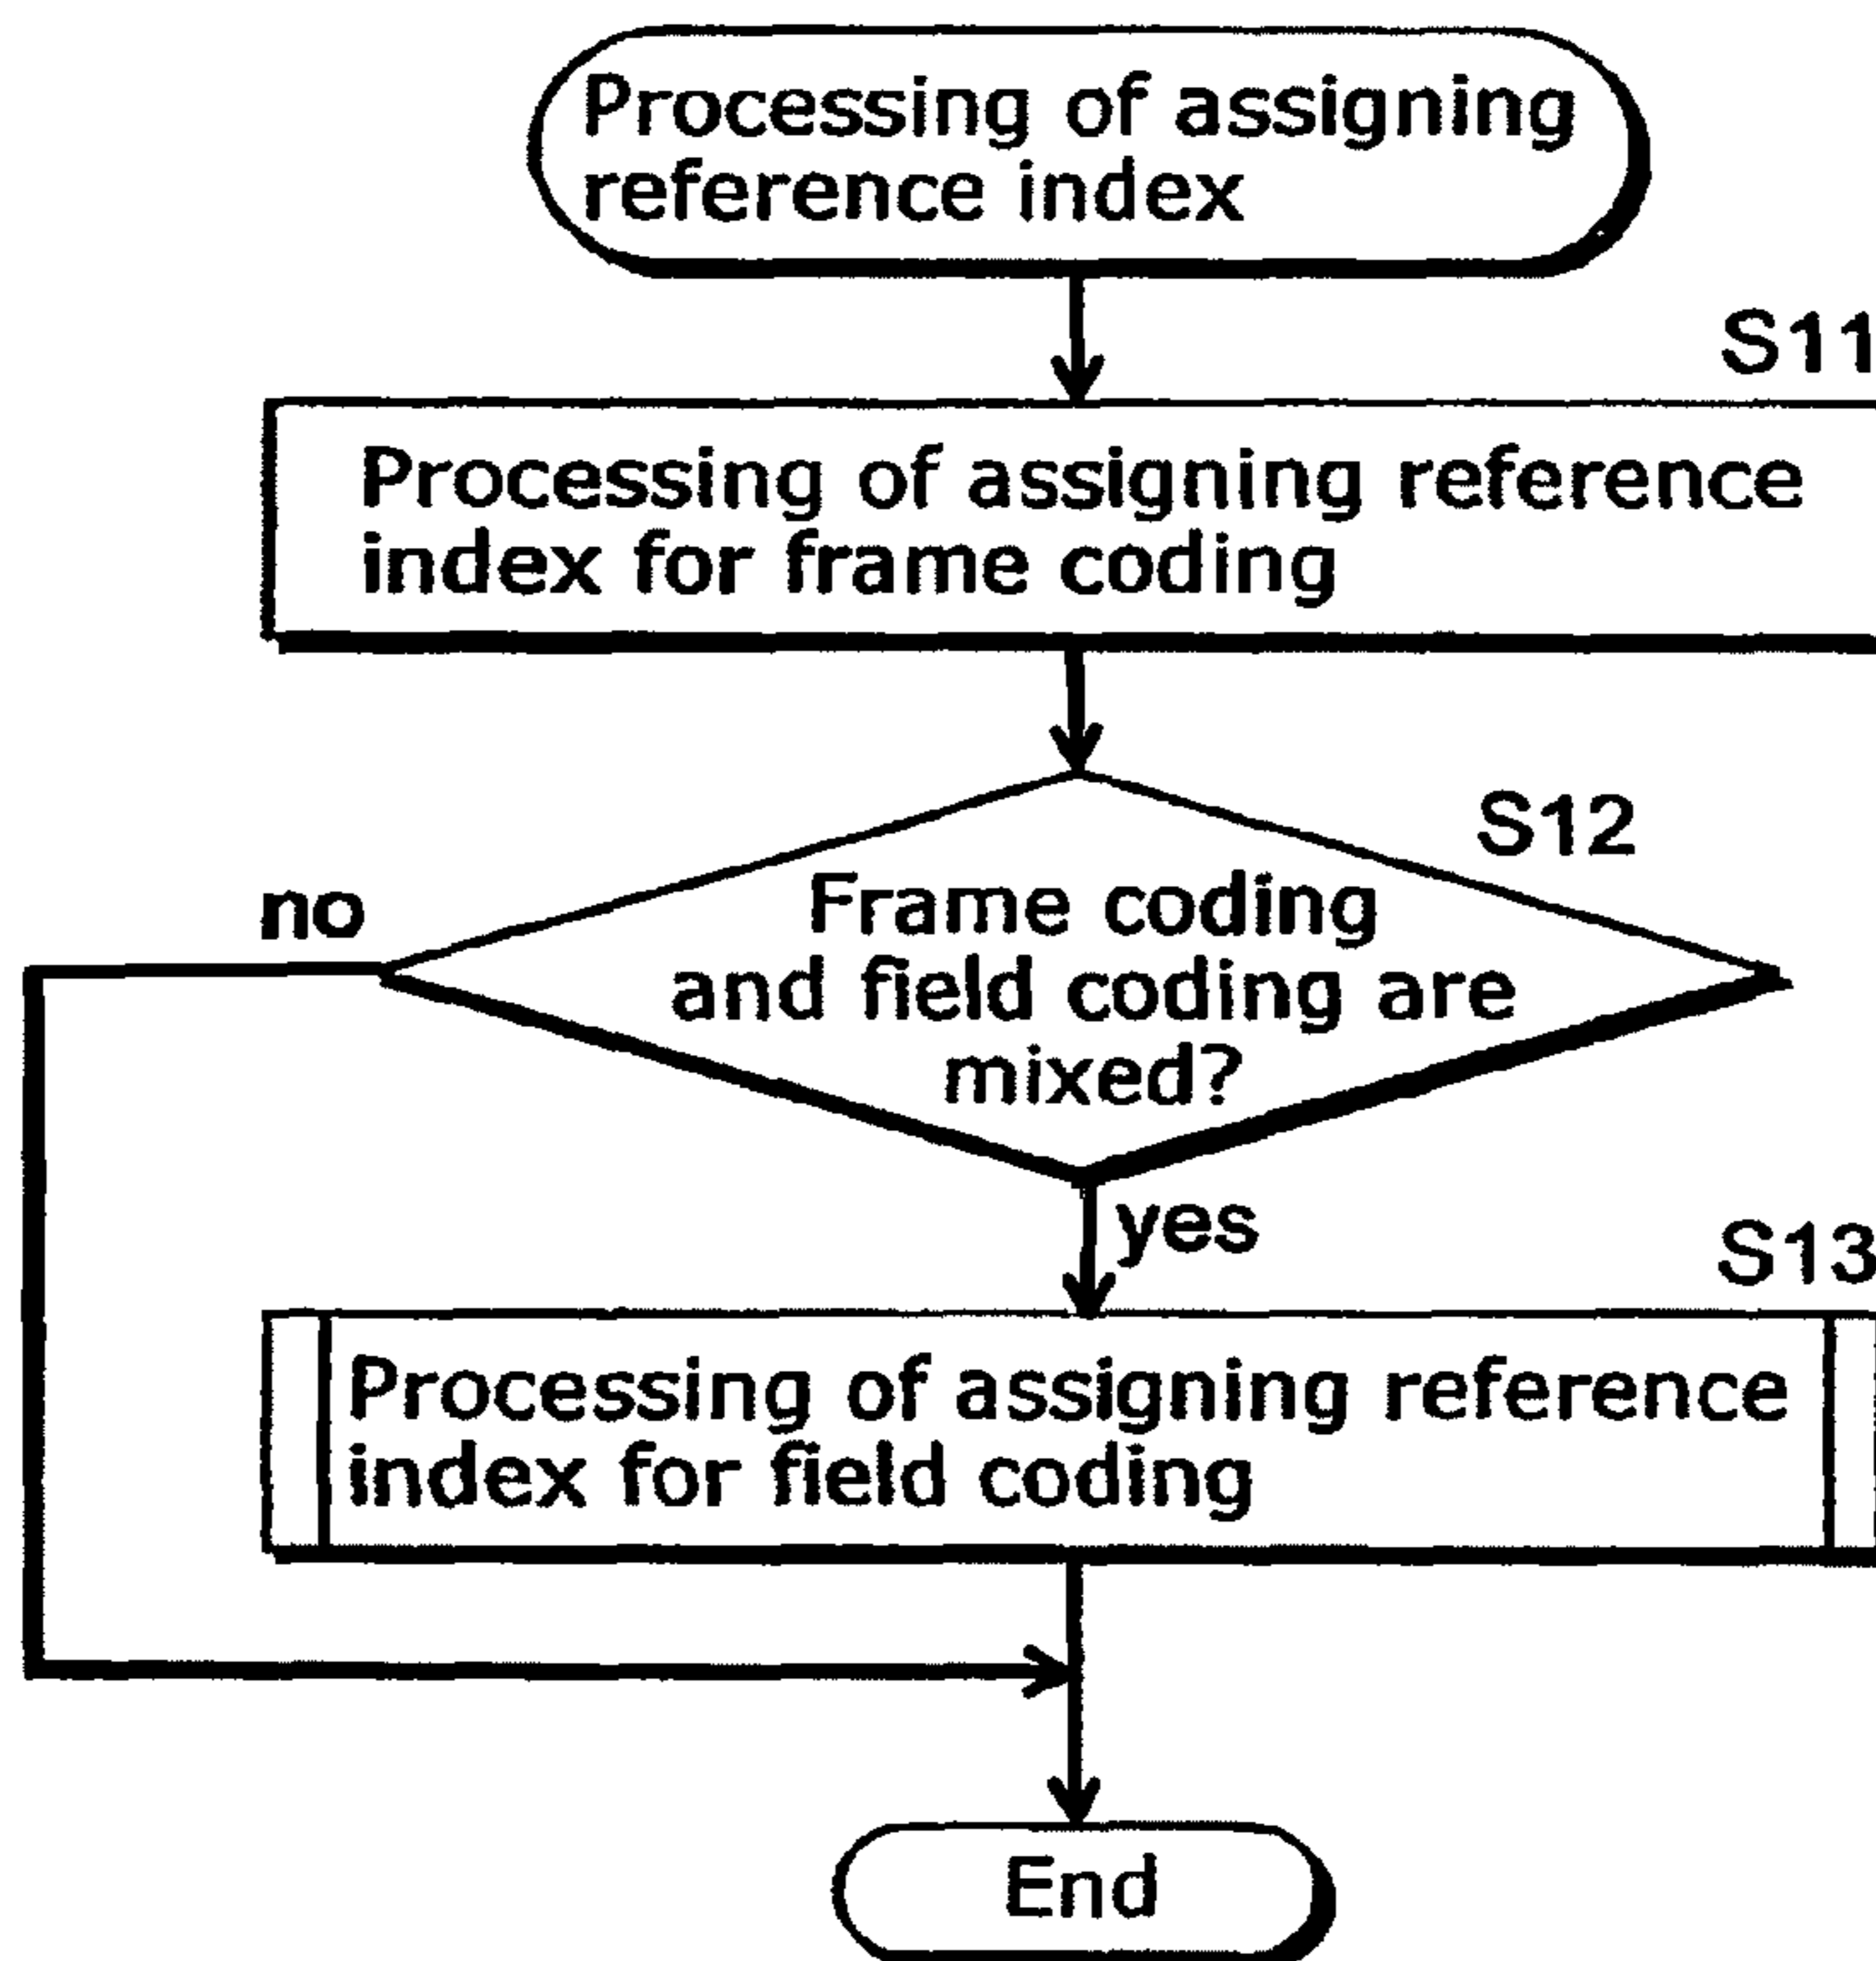 Processing of assigning
reference index
S11
Processing of assigning reference
index for frame coding
S12
no
Frame coding
and field coding are
mixed?
yes
S13
Processing of assigning reference
index for field coding
End